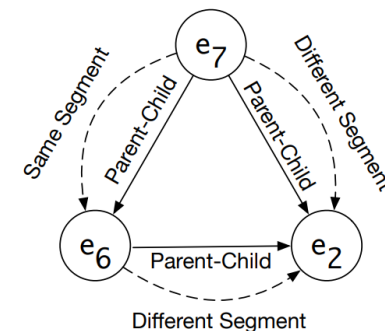 e7
Same Segment
Parent-Child
Parent-Child
Different Segment
e6
Parent-Child
e2
Different Segment